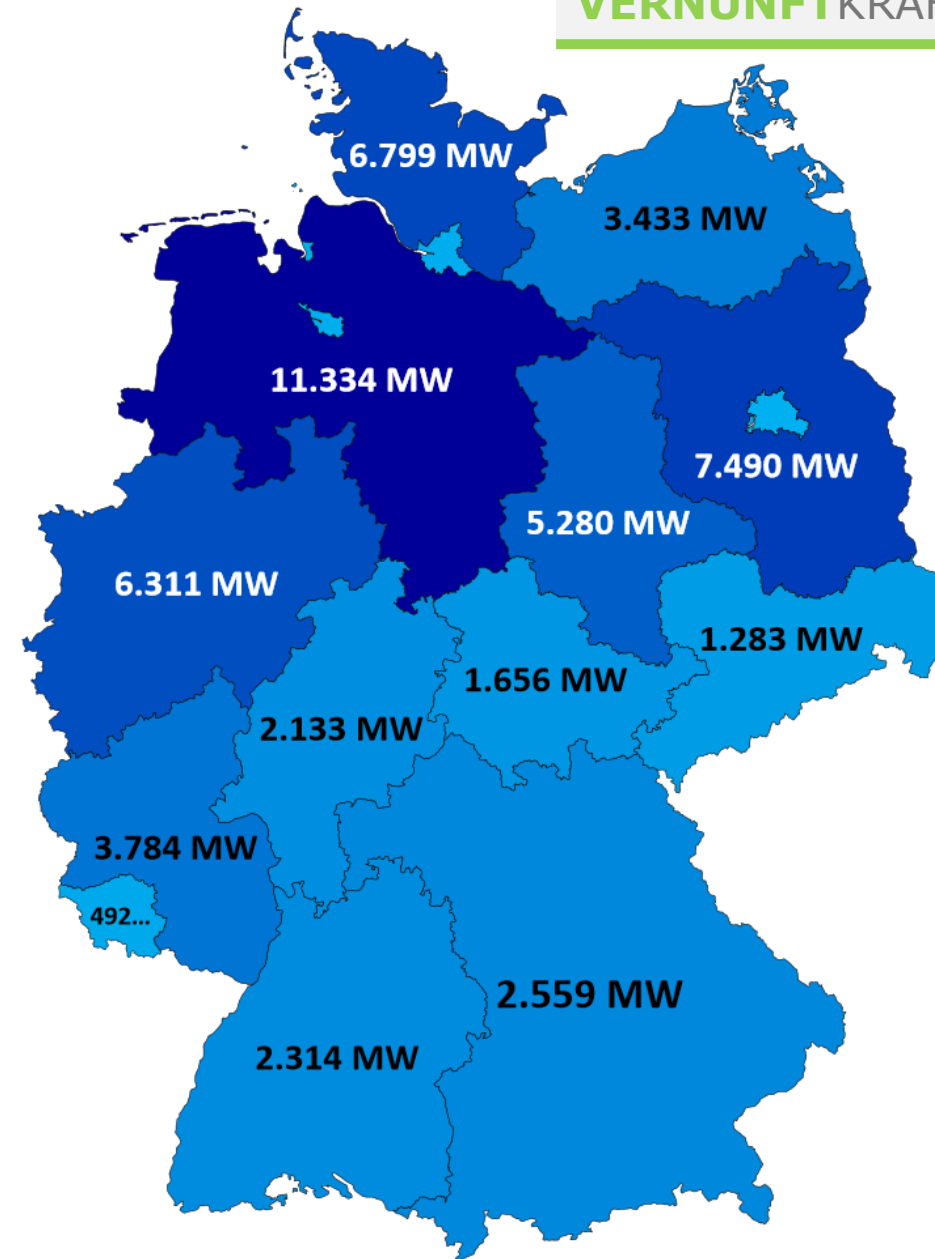 VERNUNFTKRAF
6.799 MW
3.433 MW
11.334 MW
7.490 MW
5.280 MW
6.311 MW
1.283 MW
1.656 MW
2.133 MW
3.784 MW
492...
2.559 MW
2.314 MW